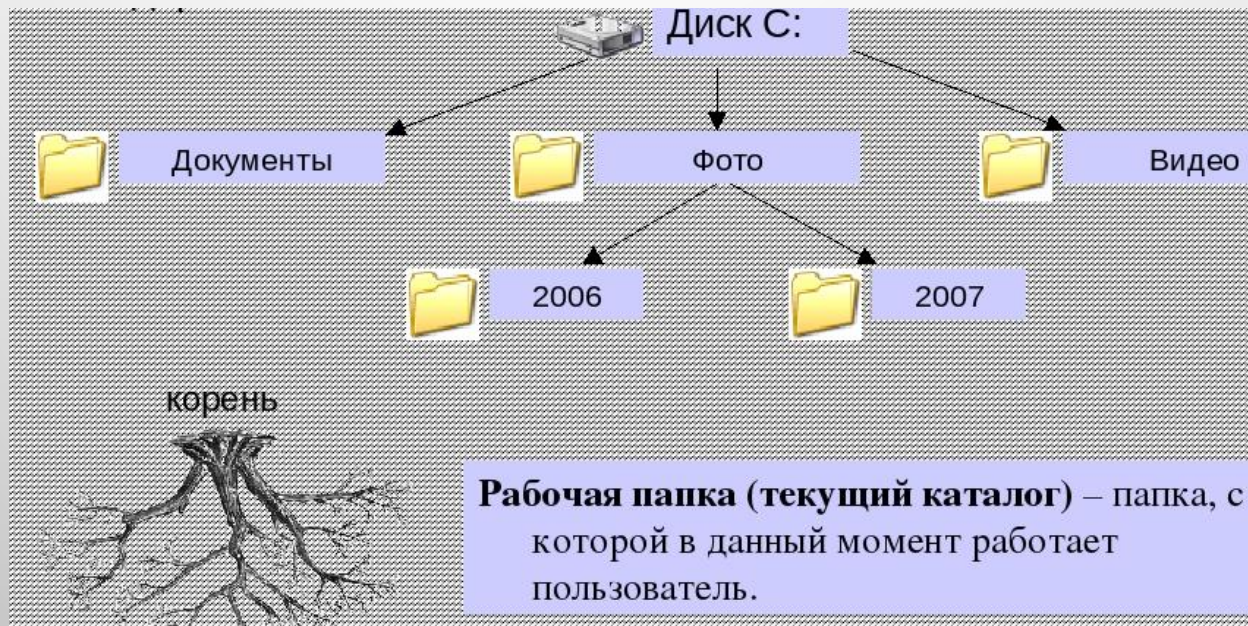 Диск C:
Документы
Фото
Видео
2006
2007
корень
Рабочая папка (текущий каталог) – папка, с
которой в данный момент работает
пользователь.